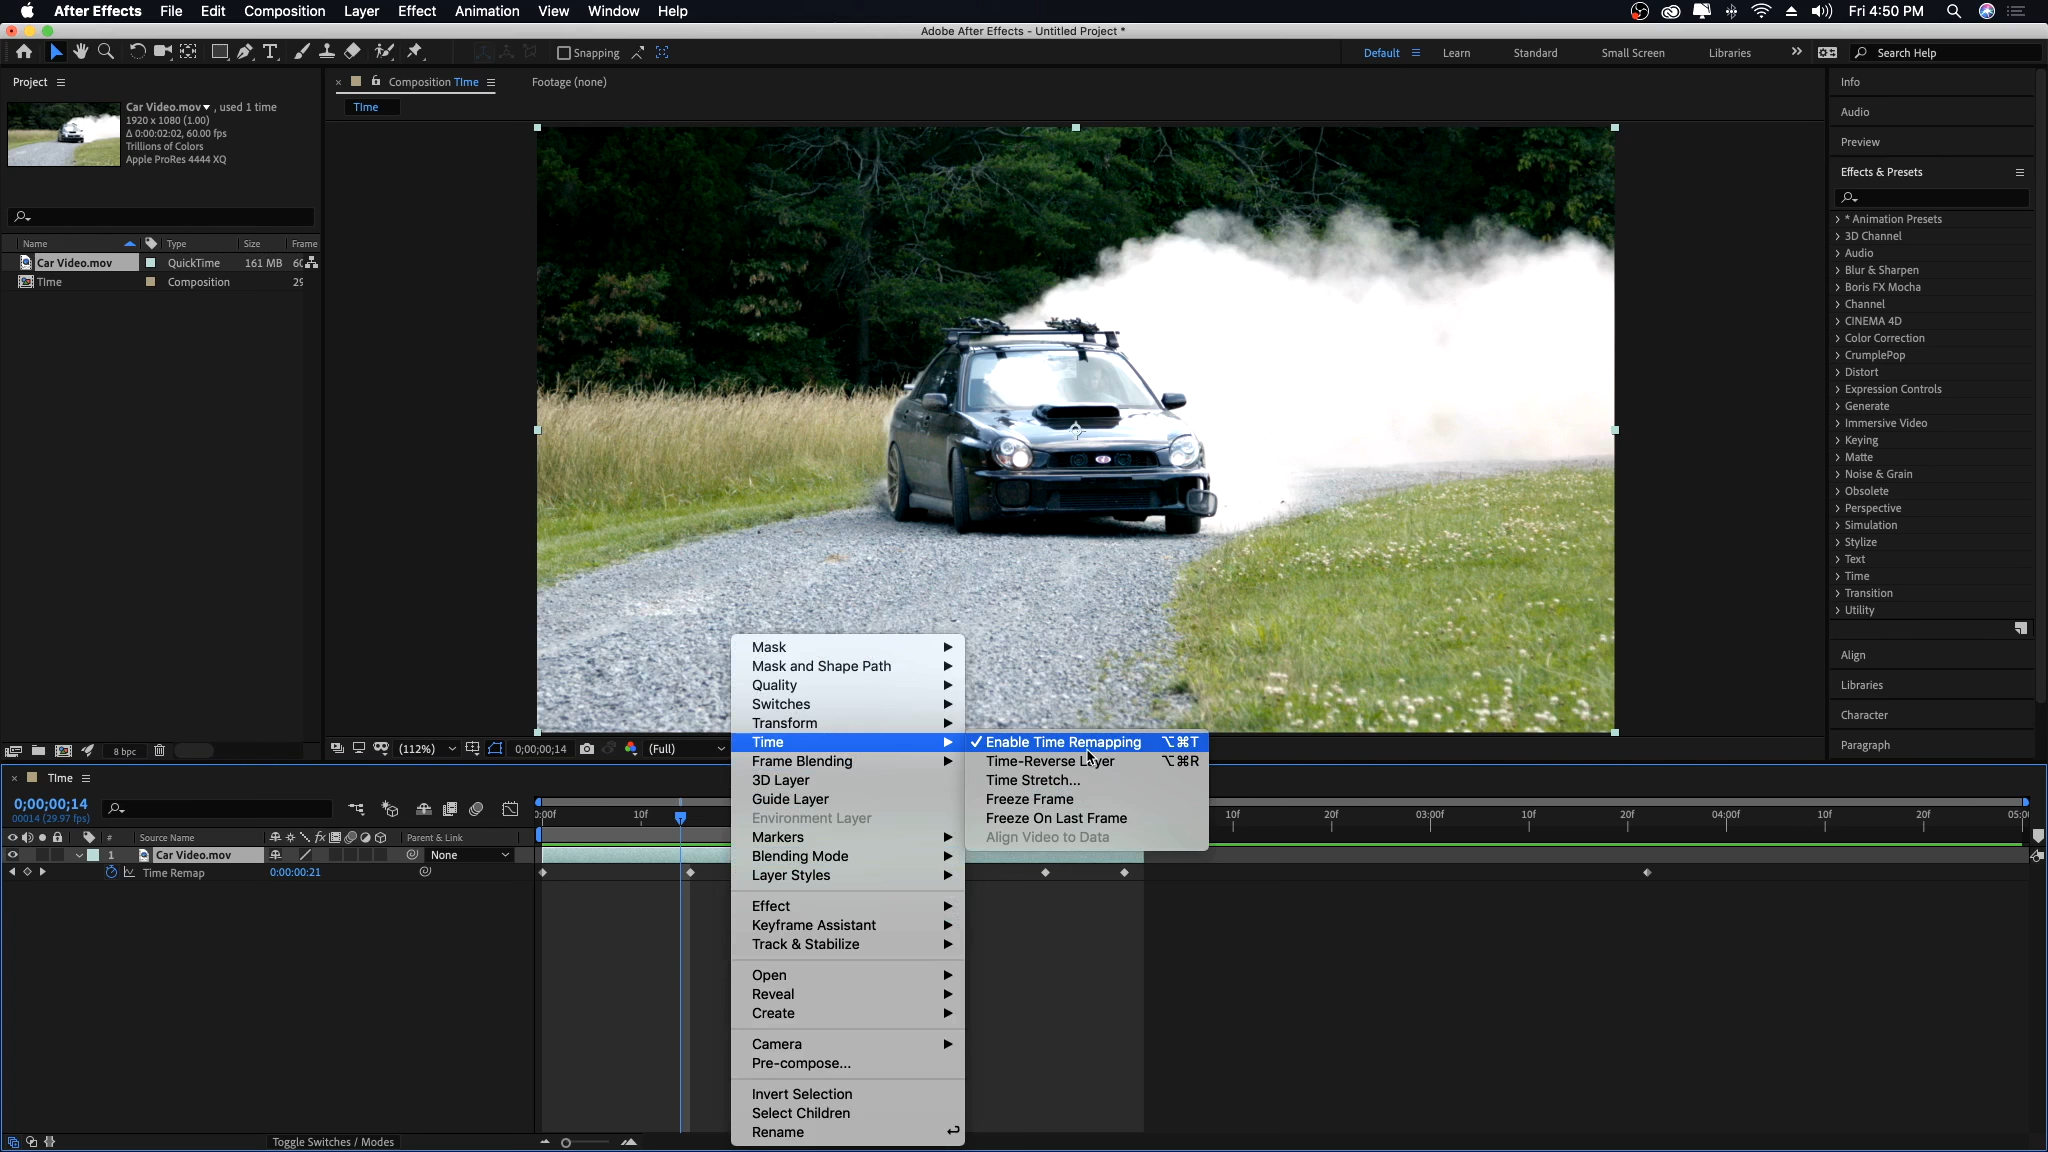 After Effects File Edit Composition Layer Effect Animation View Window Help Fri 4:50 PM
Adobe After Effects - Untitled Project *
Snapping Default Learn Standard Small Screen Libraries Search Help
Project
Car Video.mov , used 1 time
1920 x 1080 (1.00)
Δ 0:00:02:02, 60.00 fps
Trillions of Colors
Apple ProRes 4444 XQ
Name Type Size Frame
Car Video.mov QuickTime 161 MB 60
TIme Composition 29
8 bpc
Composition TIme Footage (none)
TIme
(112%) 0;00;00;14 (Full)
Info
Audio
Preview
Effects & Presets
* Animation Presets
3D Channel
Audio
Blur & Sharpen
Boris FX Mocha
Channel
CINEMA 4D
Color Correction
CrumplePop
Distort
Expression Controls
Generate
Immersive Video
Keying
Matte
Noise & Grain
Obsolete
Perspective
Simulation
Stylize
Text
Time
Transition
Utility
Align
Libraries
Character
Paragraph
TIme
0;00;00;14
00014 (29.97 fps)
# Source Name fx Parent & Link
1 Car Video.mov None
Time Remap 0:00:00:21
0:00f 10f 10f 20f 03:00f 10f 20f 04:00f 10f 20f 05:00
Toggle Switches / Modes
Mask
Mask and Shape Path
Quality
Switches
Transform
Time
Frame Blending
3D Layer
Guide Layer
Environment Layer
Markers
Blending Mode
Layer Styles
Effect
Keyframe Assistant
Track & Stabilize
Open
Reveal
Create
Camera
Pre-compose...
Invert Selection
Select Children
Rename
✓ Enable Time Remapping ⌥⌘T
Time-Reverse Layer ⌥⌘R
Time Stretch...
Freeze Frame
Freeze On Last Frame
Align Video to Data